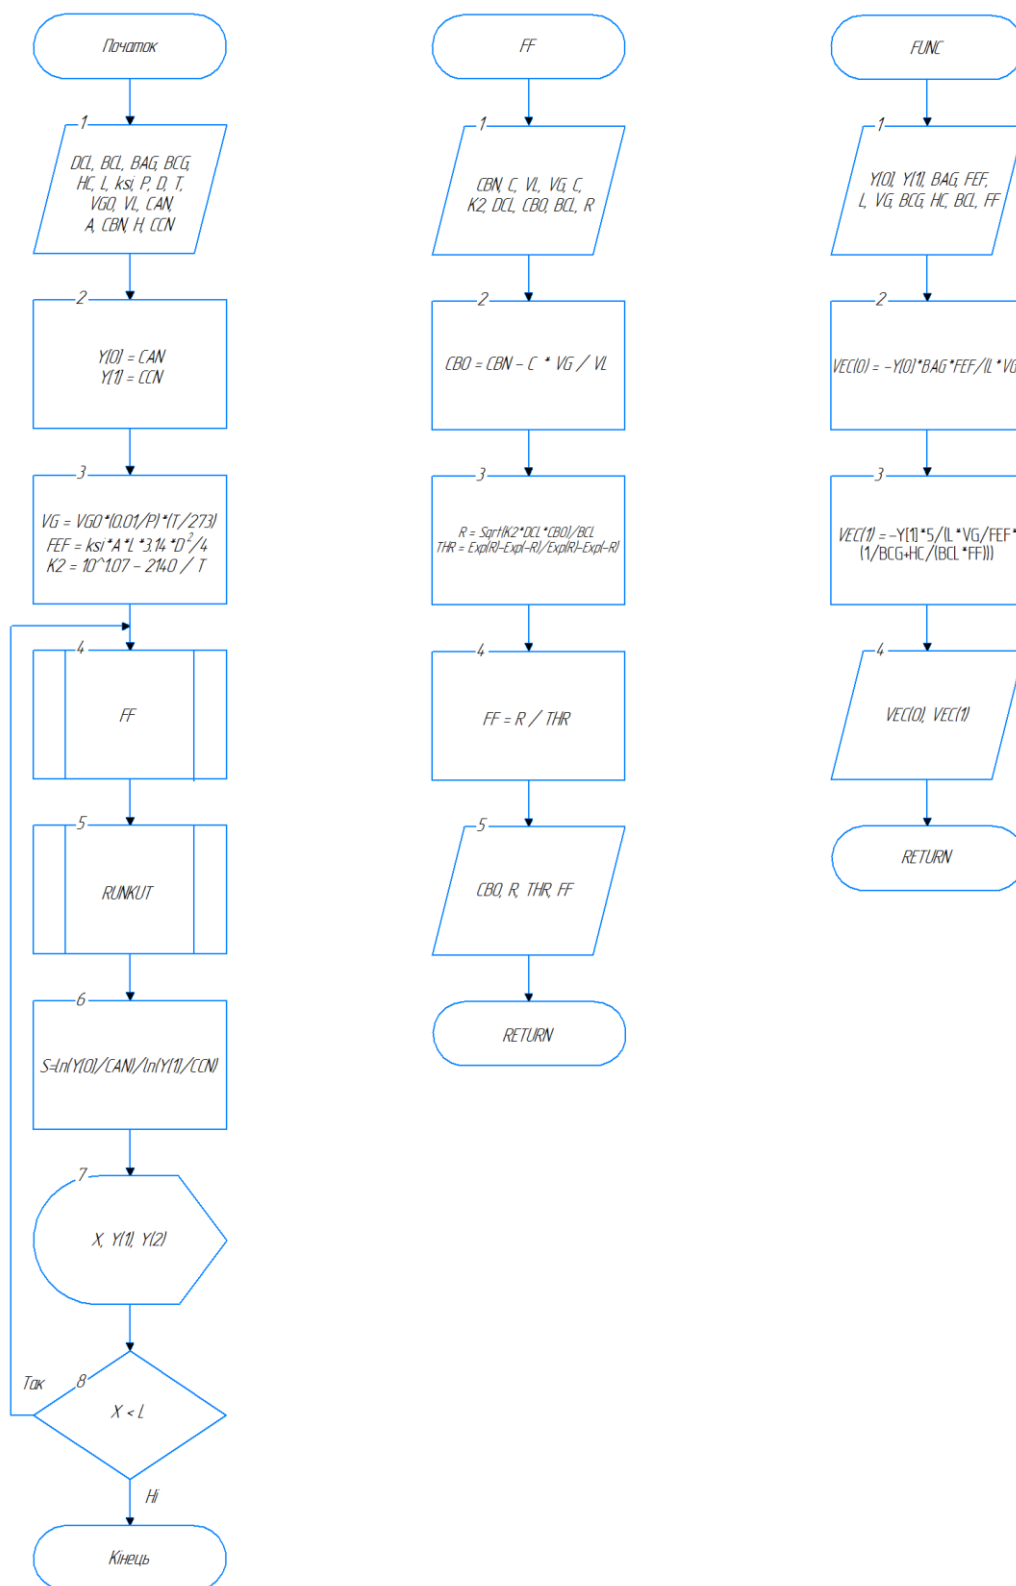 Початок
1
DCL, BCL, BAG, BCG,
HC, L, ksi, P, D, T,
VGO, VL, CAN,
A, CBN, H, CCN
2
Y[0] = CAN
Y[1] = CCN
3
VG = VGO*(0.01/P)*(T/273)
FEF = ksi*A*L*3.14*D^2/4
K2 = 10^1.07 - 2140 / T
4
FF
5
RUNKUT
6
S=ln(Y[0]/CAN)/ln(Y[1]/CCN)
7
X, Y(1), Y(2)
8
X < L
Так
Ні
Кінець
FF
1
CBN, C, VL, VG, C,
K2, DCL, CBO, BCL, R
2
CBO = CBN - C * VG / VL
3
R = Sqrt(K2*DCL*CBO)/BCL
THR = Exp(R)-Exp(-R)/Exp(R)-Exp(-R)
4
FF = R / THR
5
CBO, R, THR, FF
RETURN
FUNC
1
Y[0], Y[1], BAG, FEF,
L, VG, BCG, HC, BCL, FF
2
VEC(0) = -Y[0]*BAG*FEF/(L*VG
3
VEC(1) = -Y[1]*5/(L*VG/FEF*
(1/BCG+HC/(BCL*FF)))
4
VEC(0), VEC(1)
RETURN